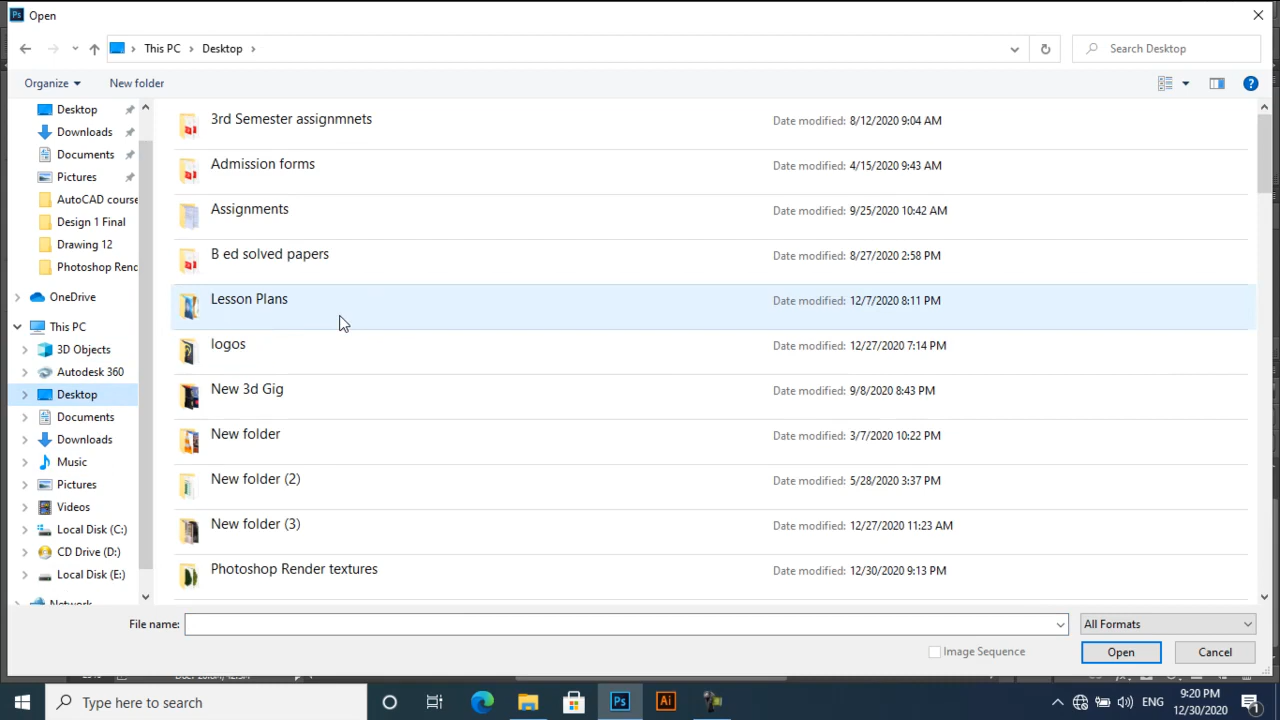 Ps Open
This PC Desktop
Search Desktop
Organize New folder
Desktop
Downloads
Documents
Pictures
AutoCAD course
Design 1 Final
Drawing 12
Photoshop Renc
OneDrive
This PC
3D Objects
Autodesk 360
Desktop
Documents
Downloads
Music
Pictures
Videos
Local Disk (C:)
CD Drive (D:)
Local Disk (E:)
Network
3rd Semester assignmnets Date modified: 8/12/2020 9:04 AM
Admission forms Date modified: 4/15/2020 9:43 AM
Assignments Date modified: 9/25/2020 10:42 AM
B ed solved papers Date modified: 8/27/2020 2:58 PM
Lesson Plans Date modified: 12/7/2020 8:11 PM
logos Date modified: 12/27/2020 7:14 PM
New 3d Gig Date modified: 9/8/2020 8:43 PM
New folder Date modified: 3/7/2020 10:22 PM
New folder (2) Date modified: 5/28/2020 3:37 PM
New folder (3) Date modified: 12/27/2020 11:23 AM
Photoshop Render textures Date modified: 12/30/2020 9:13 PM
File name: All Formats
Image Sequence Open Cancel
Type here to search Ps Ai ENG 9:20 PM
12/30/2020 1